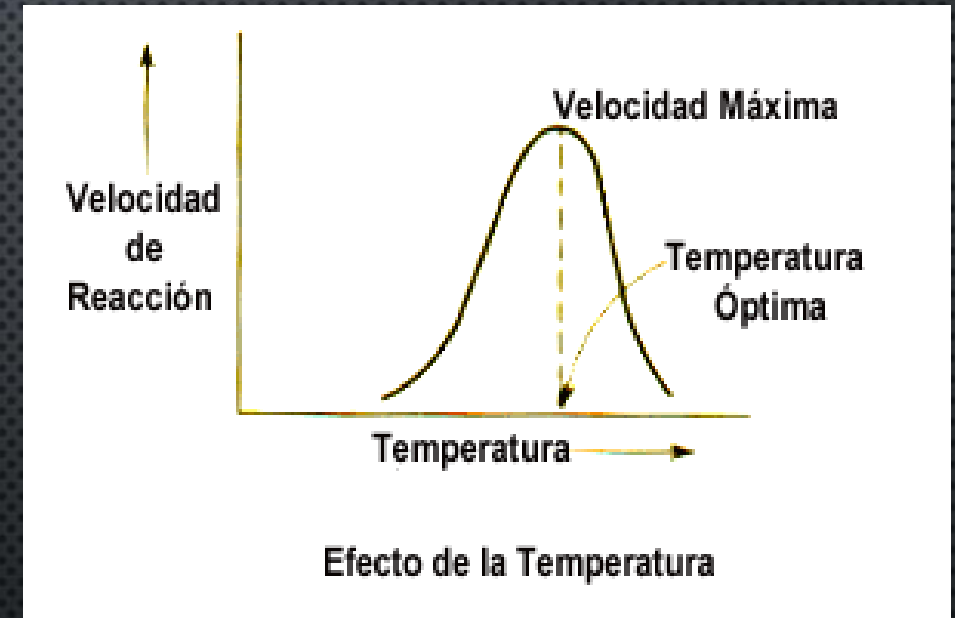 Velocidad Máxima
Velocidad
de
Reacción
Temperatura
Óptima
Temperatura
Efecto de la Temperatura